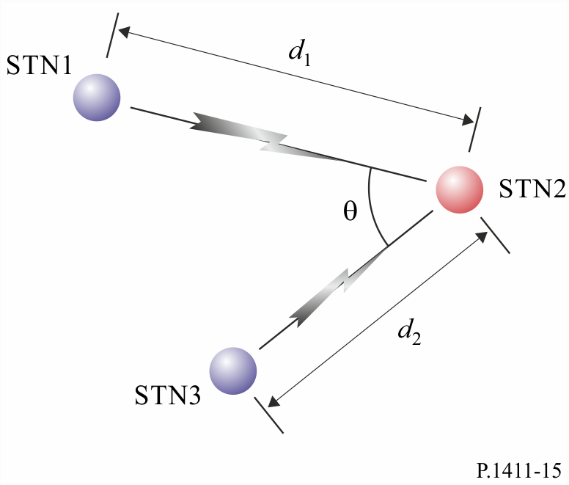 d₁
STN1
STN2
θ
d₂
STN3
P.1411-15